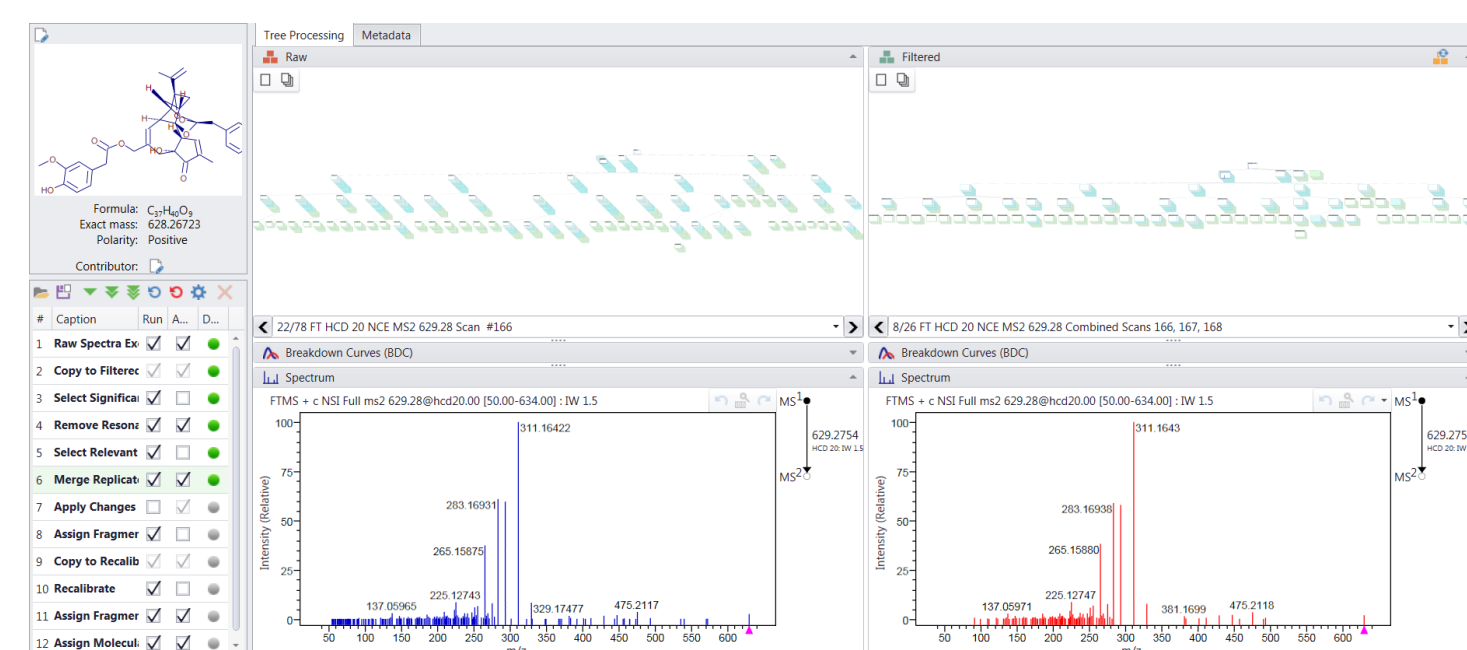 Tree Processing Metadata
Raw
Filtered
H
H
H
H
O
O
O
O
O
HO
O
O
HO
Formula: C37H40O9
Exact mass: 628.26723
Polarity: Positive
Contributor:
22/78 FT HCD 20 NCE MS2 629.28 Scan #166
8/26 FT HCD 20 NCE MS2 629.28 Combined Scans 166, 167, 168
Breakdown Curves (BDC)
Breakdown Curves (BDC)
Spectrum
Spectrum
# Caption Run A... D...
1 Raw Spectra Ex
2 Copy to Filterec
3 Select Significa
4 Remove Resona
5 Select Relevant
6 Merge Replicat
7 Apply Changes
8 Assign Fragmer
9 Copy to Recalib
10 Recalibrate
11 Assign Fragmer
12 Assign Molecul
FTMS + c NSI Full ms2 629.28@hcd20.00 [50.00-634.00] : IW 1.5
MS1
629.2754
HCD 20: IW 1.5
MS2
Intensity (Relative)
100
75
50
25
0
311.16422
283.16931
265.15875
225.12743
137.05965
329.17477
475.2117
50 100 150 200 250 300 350 400 450 500 550 600
m/z
FTMS + c NSI Full ms2 629.28@hcd20.00 [50.00-634.00] : IW 1.5
MS1
629.275
HCD 20: IW
MS2
Intensity (Relative)
100
75
50
25
0
311.1643
283.16938
265.15880
225.12747
137.05971
381.1699
475.2118
50 100 150 200 250 300 350 400 450 500 550 600
m/z